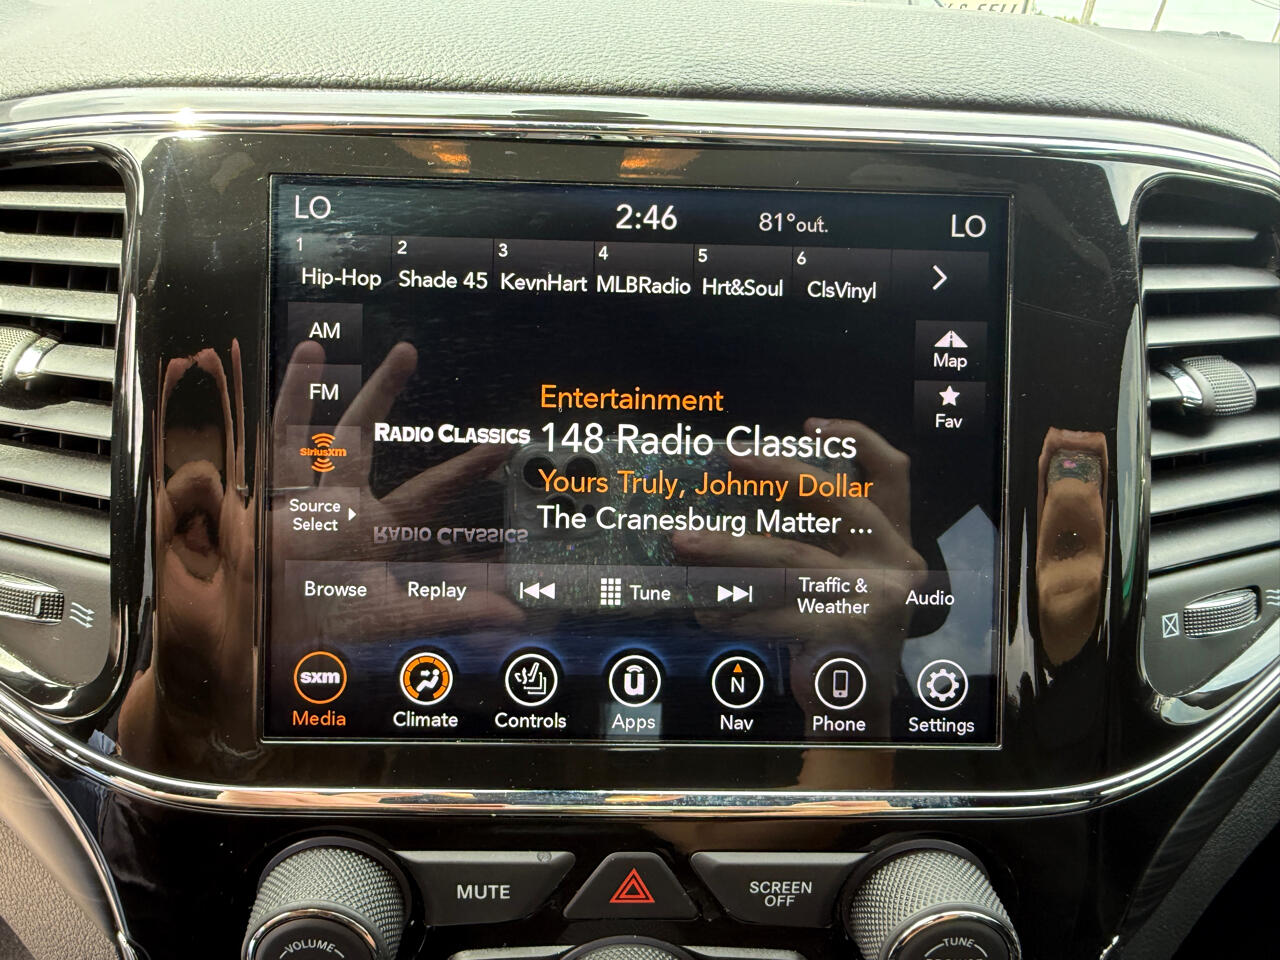 & SELL
LO
2:46
81°out.
LO
1
2
3
4
5
6
Hip-Hop
Shade 45
KevnHart
MLBRadio
Hrt&Soul
ClsVinyl
AM
Map
FM
Fav
Entertainment
RADIO CLASSICS
148 Radio Classics
SiriusXM
Yours Truly, Johnny Dollar
Source
Select
The Cranesburg Matter ...
RADIO CLASSICS
Browse
Replay
Tune
Traffic &
Weather
Audio
sxm
u
N
Media
Climate
Controls
Apps
Nav
Phone
Settings
MUTE
SCREEN
OFF
VOLUME
TUNE